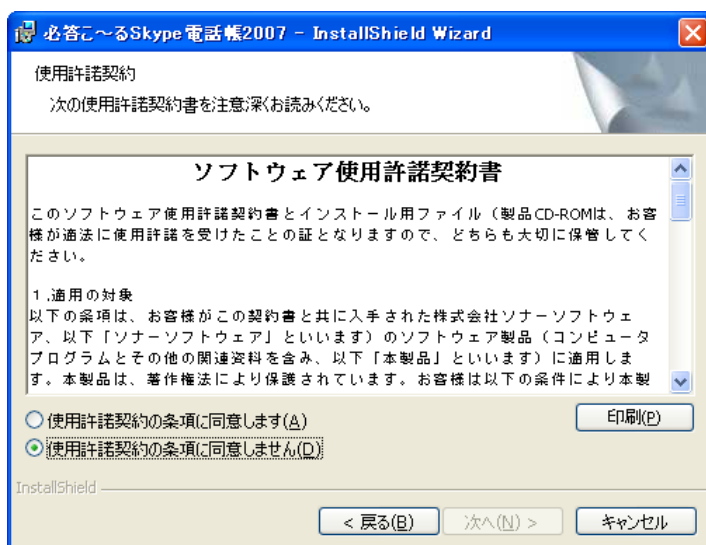 必答こ～るSkype電話帳2007 - InstallShield Wizard
使用許諾契約
次の使用許諾契約書を注意深くお読みください。
ソフトウェア使用許諾契約書
このソフトウェア使用許諾契約書とインストール用ファイル（製品CD-ROMは、お客
様が適法に使用許諾を受けたことの証となりますので、どちらも大切に保管してく
ださい。
１.適用の対象
以下の条項は、お客様がこの契約書と共に入手された株式会社ソナーソフトウェ
ア、以下「ソナーソフトウェア」といいます）のソフトウェア製品（コンピュータ
プログラムとその他の関連資料を含み、以下「本製品」といいます）に適用しま
す。本製品は、著作権法により保護されています。お客様は以下の条件により本製
使用許諾契約の条項に同意します(A)
印刷(P)
使用許諾契約の条項に同意しません(D)
InstallShield
< 戻る(B)
次へ(N) >
キャンセル